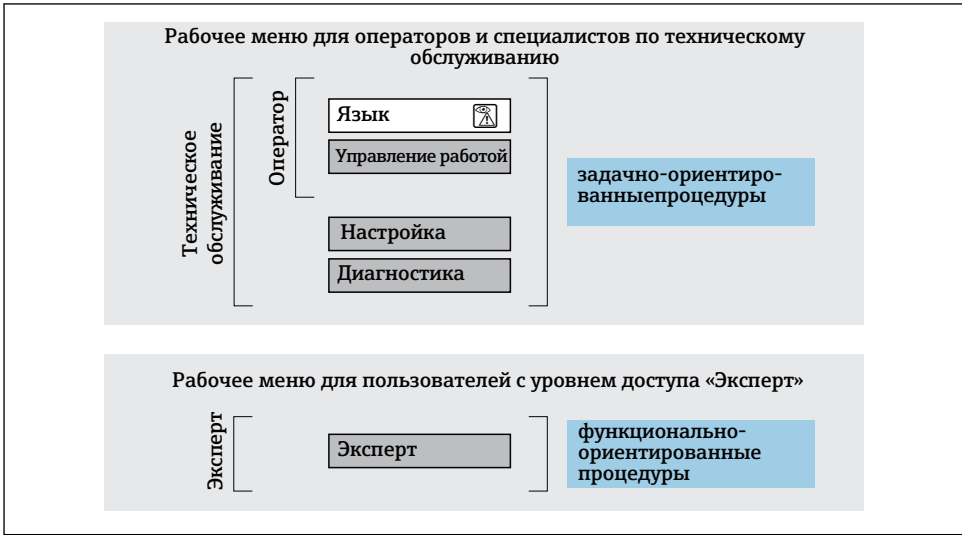 Рабочее меню для операторов и специалистов по техническому
обслуживанию
Техническое
обслуживание
Оператор
Язык
Управление работой
Настройка
Диагностика
задачно-ориентиро-
ванныепроцедуры
Рабочее меню для пользователей с уровнем доступа «Эксперт»
Эксперт
Эксперт
функционально-
ориентированные
процедуры